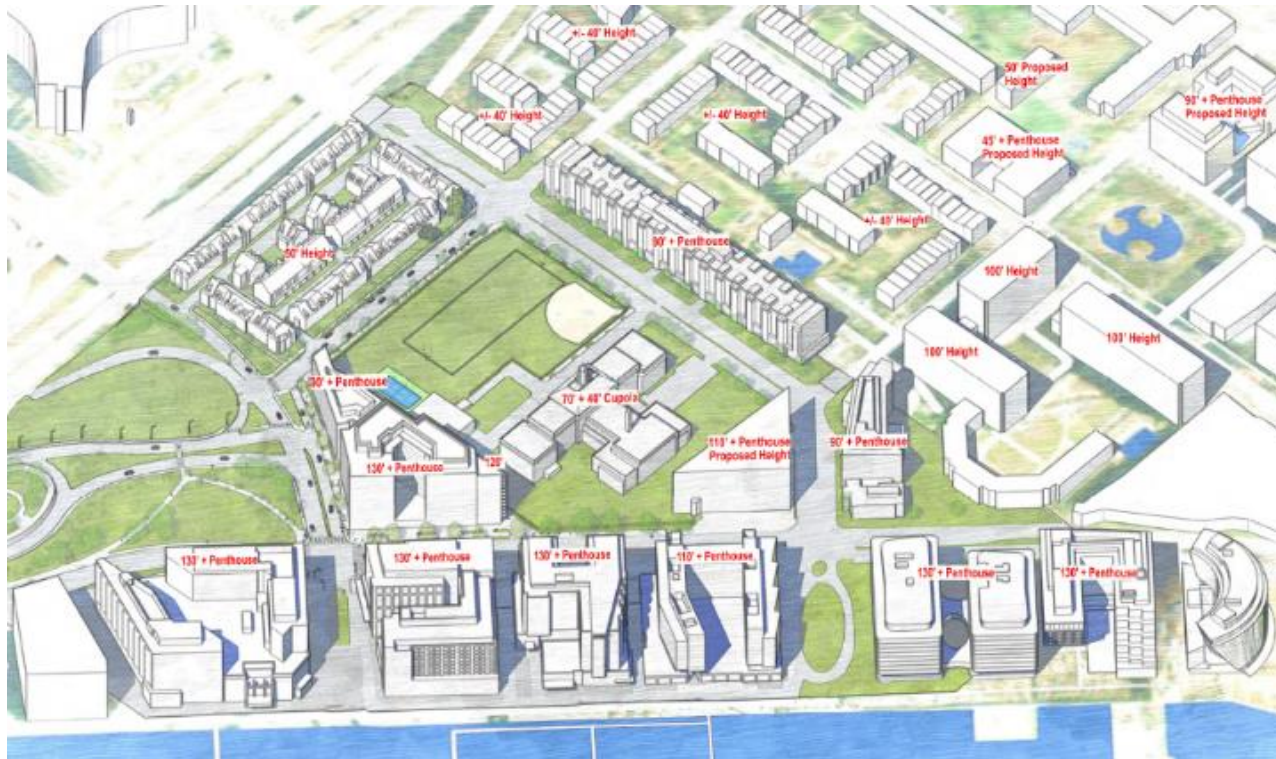 +/- 40' Height
50' Proposed
Height
90' + Penthouse
Proposed Height
+/- 40' Height
+/- 40' Height
45' + Penthouse
Proposed Height
+/- 40' Height
50' Height
90' + Penthouse
100' Height
100' Height
100' Height
+ Penthouse
70' + 40' Cupola
110' + Penthouse
Proposed Height
90' + Penthouse
130' + Penthouse
120'
130' + Penthouse
130' + Penthouse
130' + Penthouse
110' + Penthouse
130' + Penthouse
130' + Penthouse